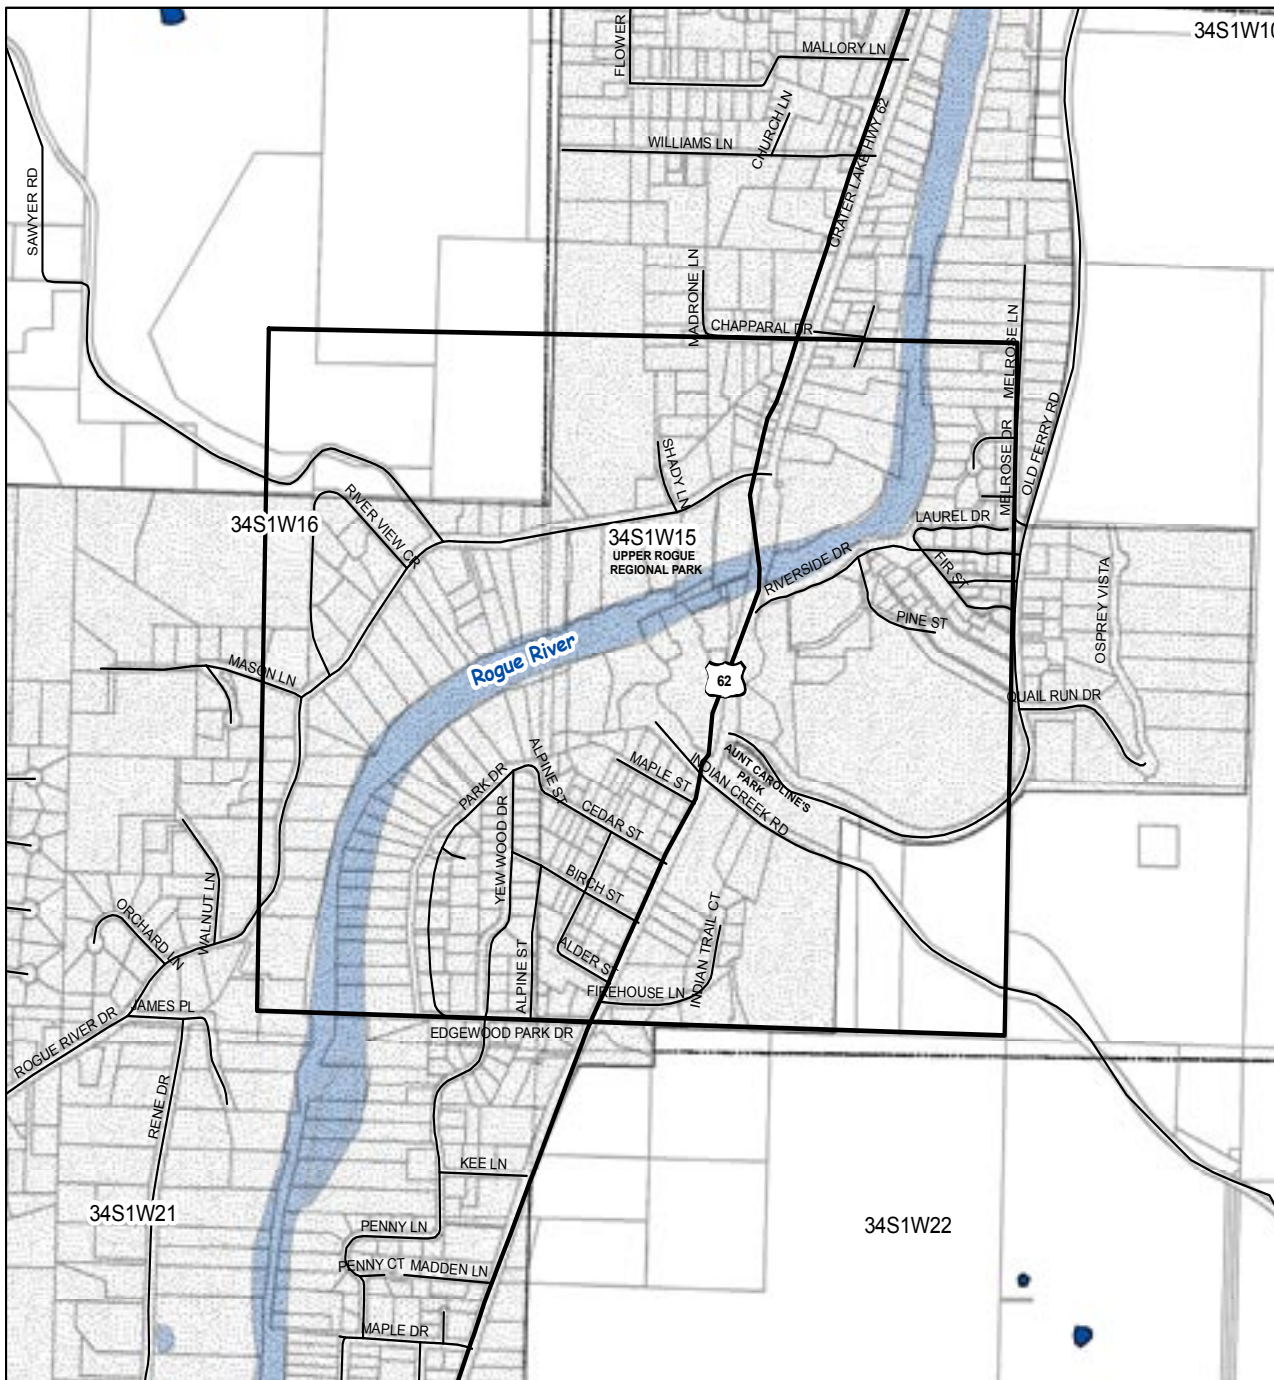 34S1W10
FLOWER
MALLORY LN
CHURCH LN
CRATER LAKE HWY 62
WILLIAMS LN
SAWYER RD
MADRONE LN
CHAPPARAL DR
MELROSE LN
OLD FERRY RD
MELROSE DR
SHADY LN
RIVER VIEW CR
34S1W16
34S1W15
UPPER ROGUE
REGIONAL PARK
LAUREL DR
RIVERSIDE DR
FIR ST
OSPREY VISTA
PINE ST
Rogue River
MASON LN
62
QUAIL RUN DR
ALPINE ST
PARK DR
MAPLE ST
INDIAN CREEK RD
AUNT CAROLINE'S
PARK
CEDAR ST
YEW WOOD DR
BIRCH ST
WALNUT LN
ORCHARD LN
INDIAN TRAIL CT
ALPINE ST
ALDER S
FIREHOUSE LN
JAMES PL
ROGUE RIVER DR
EDGEWOOD PARK DR
RENE DR
KEE LN
34S1W21
PENNY LN
34S1W22
PENNY CT
MADDEN LN
MAPLE DR